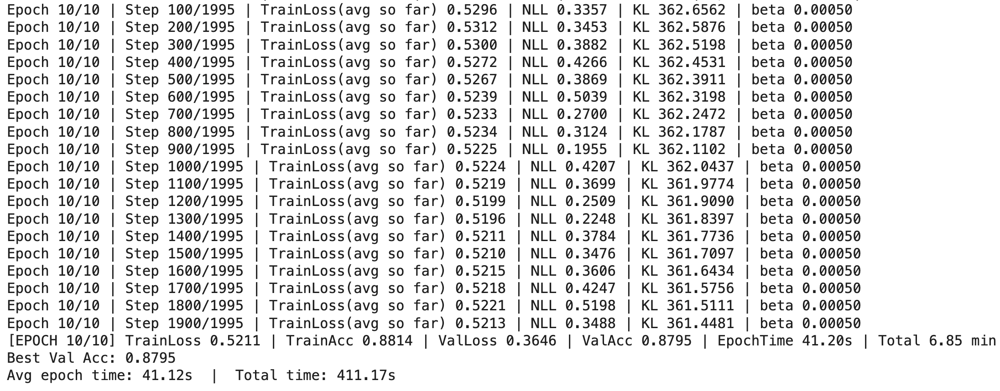 Epoch 10/10 | Step 100/1995 | TrainLoss(avg so far) 0.5296 | NLL 0.3357 | KL 362.6562 | beta 0.00050
Epoch 10/10 | Step 200/1995 | TrainLoss(avg so far) 0.5312 | NLL 0.3453 | KL 362.5876 | beta 0.00050
Epoch 10/10 | Step 300/1995 | TrainLoss(avg so far) 0.5300 | NLL 0.3882 | KL 362.5198 | beta 0.00050
Epoch 10/10 | Step 400/1995 | TrainLoss(avg so far) 0.5272 | NLL 0.4266 | KL 362.4531 | beta 0.00050
Epoch 10/10 | Step 500/1995 | TrainLoss(avg so far) 0.5267 | NLL 0.3869 | KL 362.3911 | beta 0.00050
Epoch 10/10 | Step 600/1995 | TrainLoss(avg so far) 0.5239 | NLL 0.5039 | KL 362.3198 | beta 0.00050
Epoch 10/10 | Step 700/1995 | TrainLoss(avg so far) 0.5233 | NLL 0.2700 | KL 362.2472 | beta 0.00050
Epoch 10/10 | Step 800/1995 | TrainLoss(avg so far) 0.5234 | NLL 0.3124 | KL 362.1787 | beta 0.00050
Epoch 10/10 | Step 900/1995 | TrainLoss(avg so far) 0.5225 | NLL 0.1955 | KL 362.1102 | beta 0.00050
Epoch 10/10 | Step 1000/1995 | TrainLoss(avg so far) 0.5224 | NLL 0.4207 | KL 362.0437 | beta 0.00050
Epoch 10/10 | Step 1100/1995 | TrainLoss(avg so far) 0.5219 | NLL 0.3699 | KL 361.9774 | beta 0.00050
Epoch 10/10 | Step 1200/1995 | TrainLoss(avg so far) 0.5199 | NLL 0.2509 | KL 361.9090 | beta 0.00050
Epoch 10/10 | Step 1300/1995 | TrainLoss(avg so far) 0.5196 | NLL 0.2248 | KL 361.8397 | beta 0.00050
Epoch 10/10 | Step 1400/1995 | TrainLoss(avg so far) 0.5211 | NLL 0.3784 | KL 361.7736 | beta 0.00050
Epoch 10/10 | Step 1500/1995 | TrainLoss(avg so far) 0.5210 | NLL 0.3476 | KL 361.7097 | beta 0.00050
Epoch 10/10 | Step 1600/1995 | TrainLoss(avg so far) 0.5215 | NLL 0.3606 | KL 361.6434 | beta 0.00050
Epoch 10/10 | Step 1700/1995 | TrainLoss(avg so far) 0.5218 | NLL 0.4247 | KL 361.5756 | beta 0.00050
Epoch 10/10 | Step 1800/1995 | TrainLoss(avg so far) 0.5221 | NLL 0.5198 | KL 361.5111 | beta 0.00050
Epoch 10/10 | Step 1900/1995 | TrainLoss(avg so far) 0.5213 | NLL 0.3488 | KL 361.4481 | beta 0.00050
[EPOCH 10/10] TrainLoss 0.5211 | TrainAcc 0.8814 | ValLoss 0.3646 | ValAcc 0.8795 | EpochTime 41.20s | Total 6.85 min
Best Val Acc: 0.8795
Avg epoch time: 41.12s  |  Total time: 411.17s